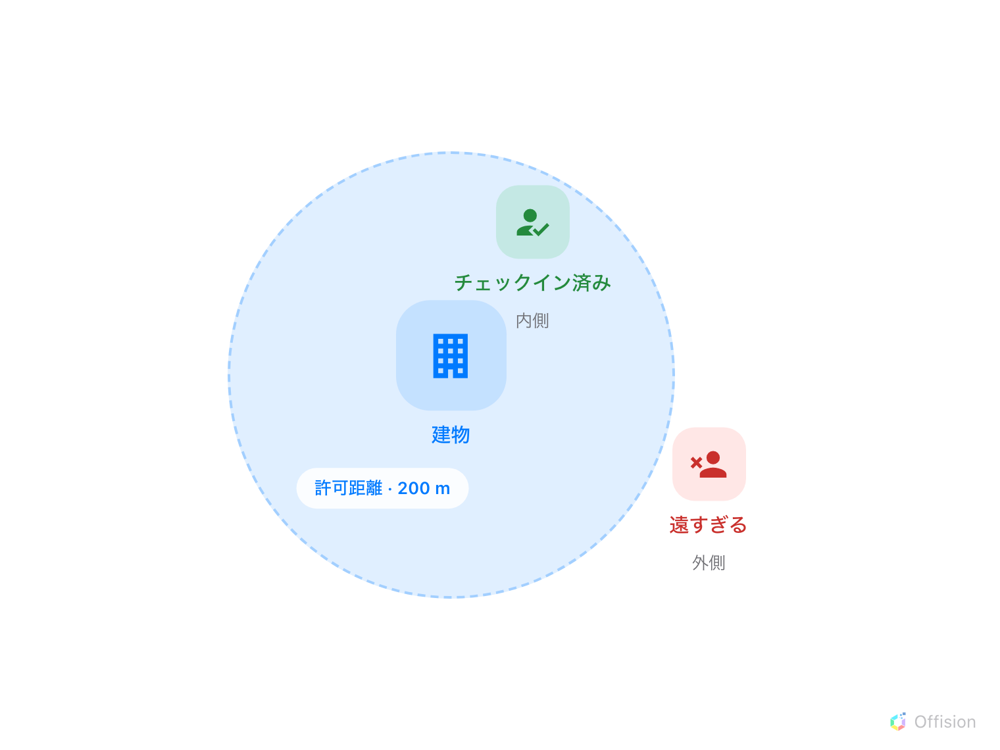 チェックイン済み
内側
建物
許可距離 · 200 m
遠すぎる
外側
Offision